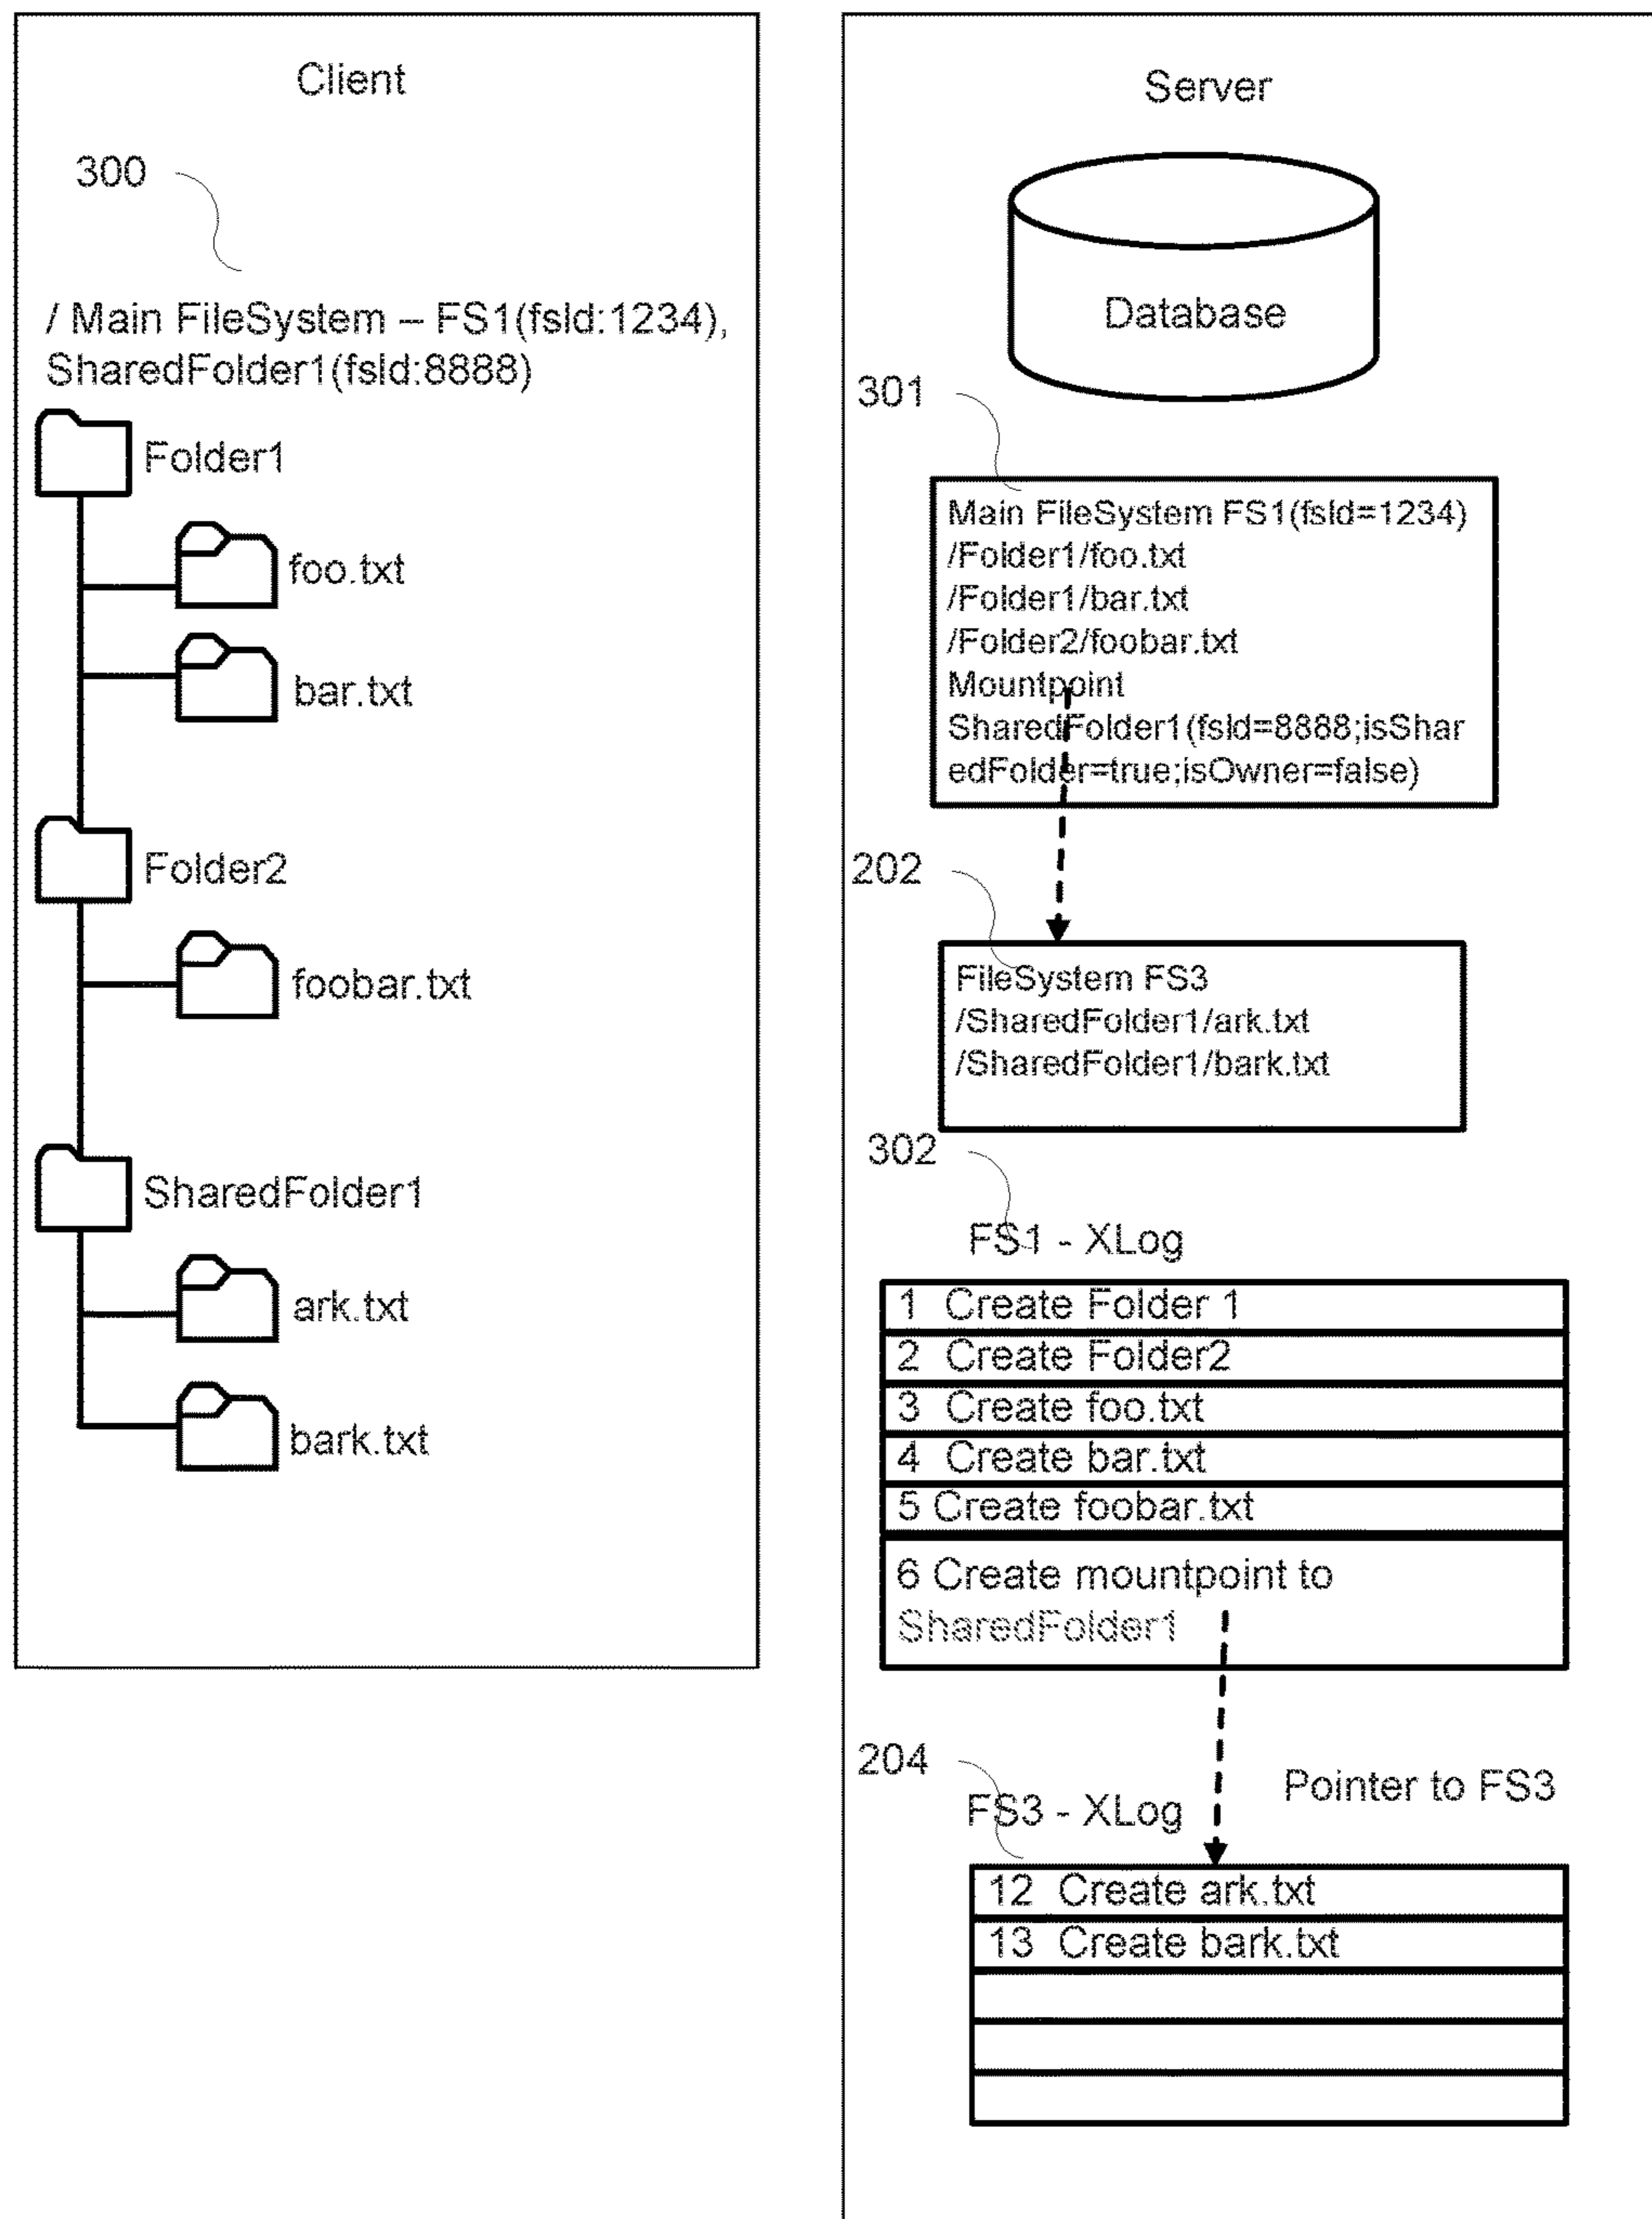 Client
300
/ Main FileSystem – FS1(fsId:1234),
SharedFolder1(fsId:8888)
Folder1
foo.txt
bar.txt
Folder2
foobar.txt
SharedFolder1
ark.txt
bark.txt
Server
Database
301
Main FileSystem FS1(fsId=1234)
/Folder1/foo.txt
/Folder1/bar.txt
/Folder2/foobar.txt
Mountpoint
SharedFolder1(fsId=8888;isShar
edFolder=true;isOwner=false)
202
FileSystem FS3
/SharedFolder1/ark.txt
/SharedFolder1/bark.txt
302
FS1 - XLog
1 Create Folder 1
2 Create Folder2
3 Create foo.txt
4 Create bar.txt
5 Create foobar.txt
6 Create mountpoint to
SharedFolder1
204
Pointer to FS3
FS3 - XLog
12 Create ark.txt
13 Create bark.txt